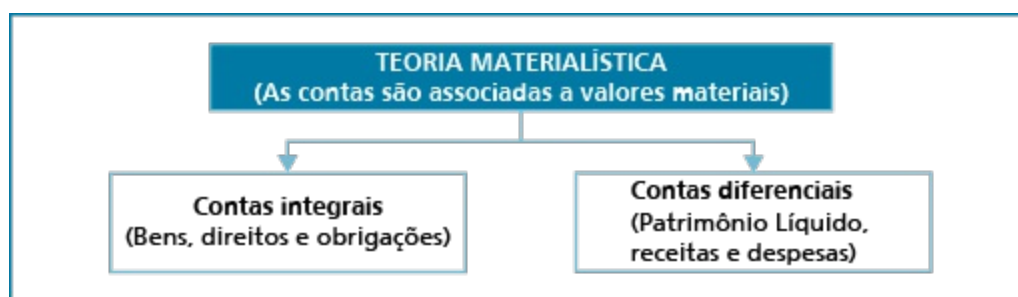 TEORIA MATERIALÍSTICA
(As contas são associadas a valores materiais)
Contas integrais
(Bens, direitos e obrigações)
Contas diferenciais
(Patrimônio Líquido,
receitas e despesas)